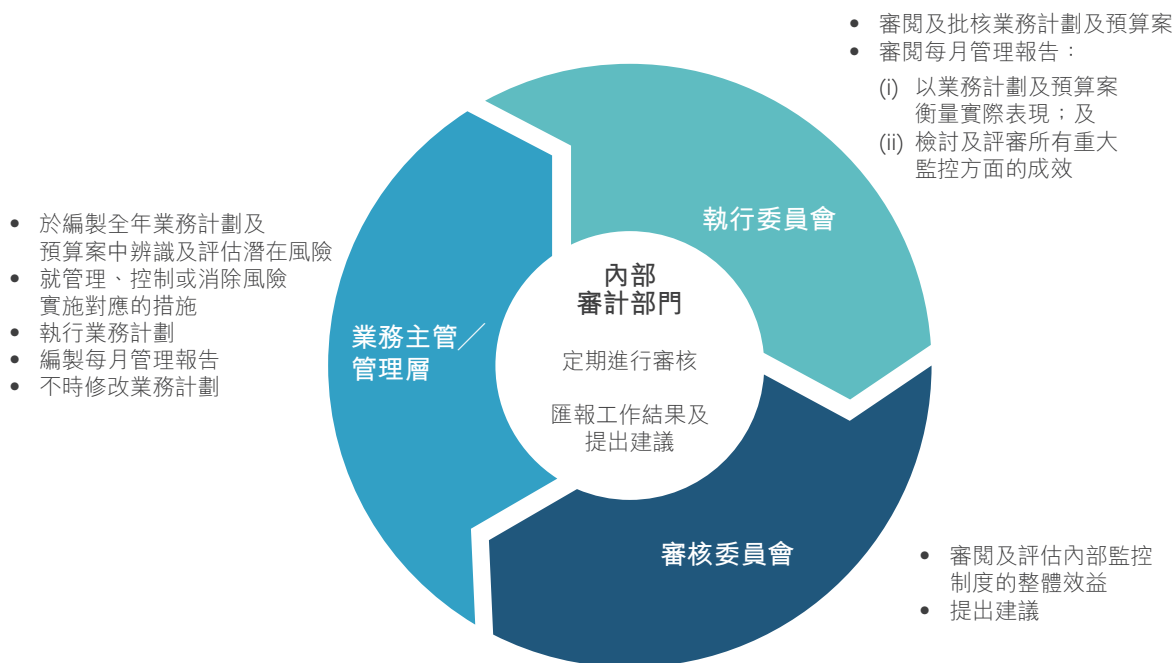 • 審閱及批核業務計劃及預算案
• 審閱每月管理報告：
(i) 以業務計劃及預算案
衡量實際表現；及
(ii) 檢討及評審所有重大
監控方面的成效
執行委員會
• 於編製全年業務計劃及
預算案中辨識及評估潛在風險
• 就管理、控制或消除風險
實施對應的措施
• 執行業務計劃
• 編製每月管理報告
• 不時修改業務計劃
業務主管／
管理層
內部
審計部門
定期進行審核
匯報工作結果及
提出建議
審核委員會
• 審閱及評估內部監控
制度的整體效益
• 提出建議